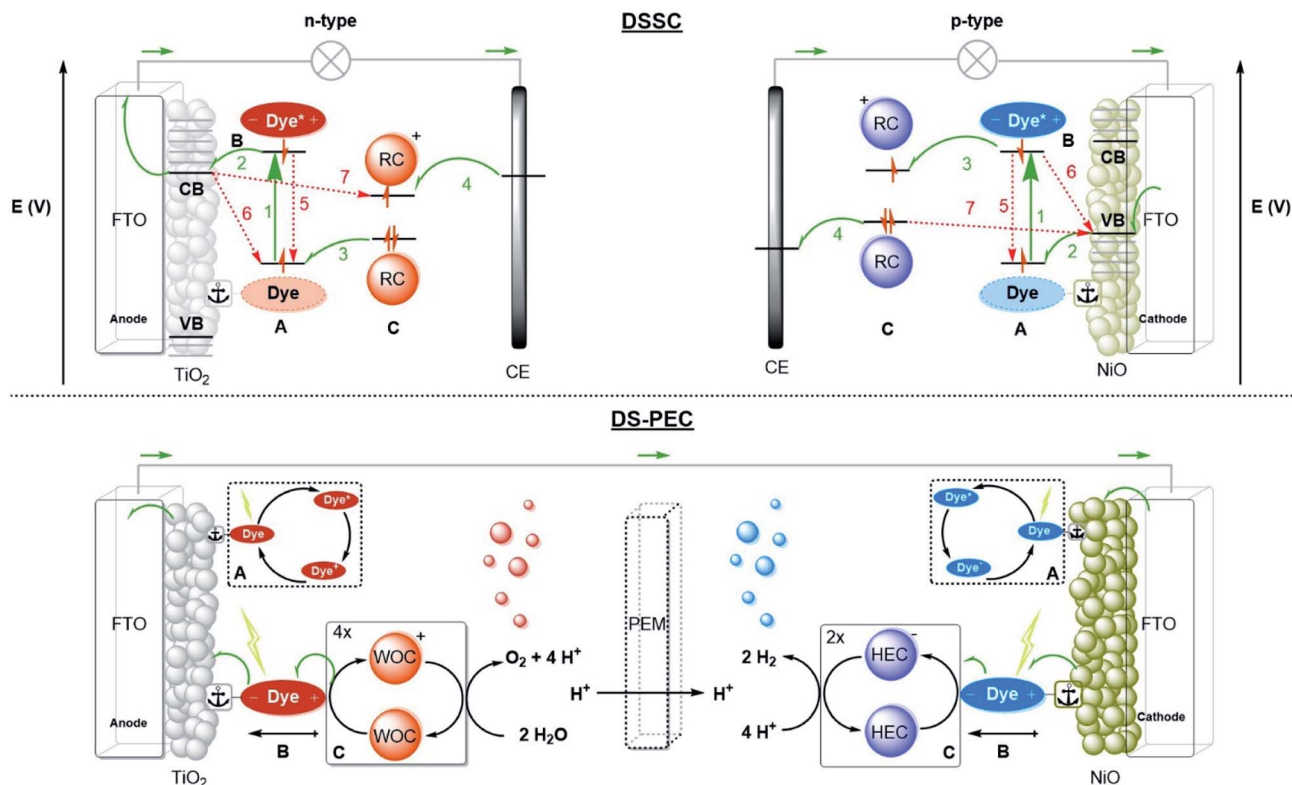 DSSC
n-type
p-type
E (V)
FTO
Anode
CB
VB
TiO2
- Dye* +
B
2
1
5
6
7
3
4
Dye
A
RC
+
RC
C
CE
CE
+
RC
RC
C
4
3
7
- Dye* +
B
6
5
1
2
Dye
A
CB
VB
FTO
Cathode
NiO
E (V)
DS-PEC
FTO
Anode
TiO2
Dye
Dye*
Dye+
A
- Dye +
B
4x
WOC
+
WOC
C
O2 + 4 H+
2 H2O
H+
PEM
H+
2 H2
4 H+
2x
HEC
-
HEC
C
Dye*
Dye
Dye-
A
- Dye +
B
FTO
Cathode
NiO